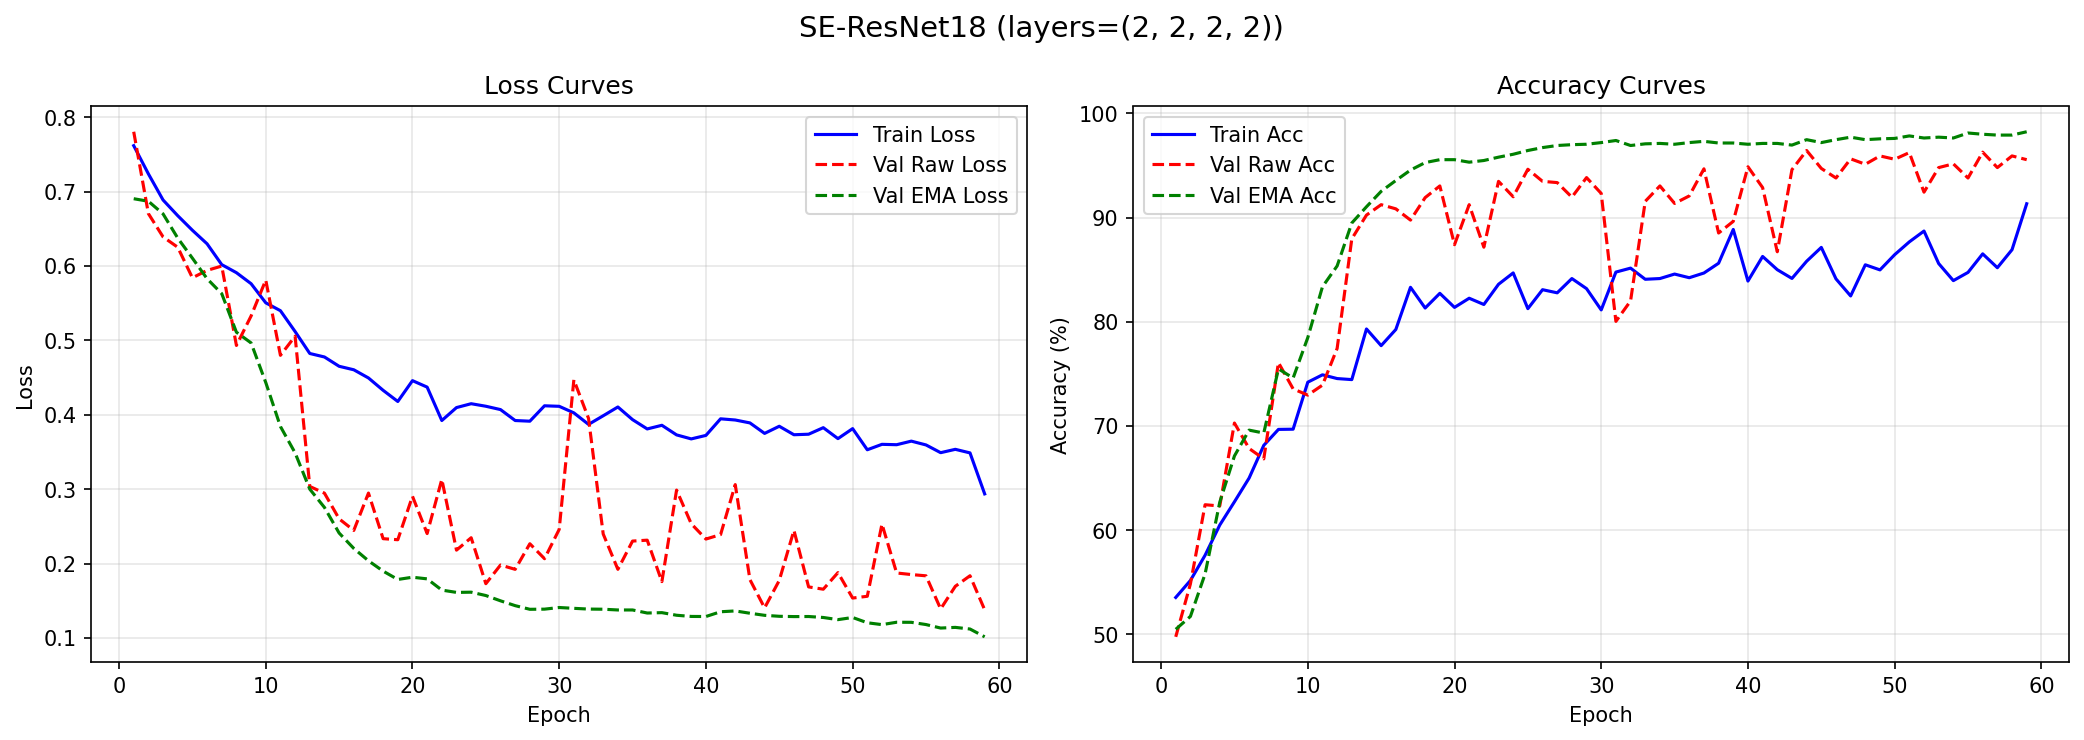 SE-ResNet18 (layers=(2, 2, 2, 2))
Loss Curves
0.8
0.7
0.6
0.5
0.4
0.3
0.2
0.1
Loss
Train Loss
Val Raw Loss
Val EMA Loss
0 10 20 30 40 50 60
Epoch
Accuracy Curves
100
90
80
70
60
50
Accuracy (%)
Train Acc
Val Raw Acc
Val EMA Acc
0 10 20 30 40 50 60
Epoch